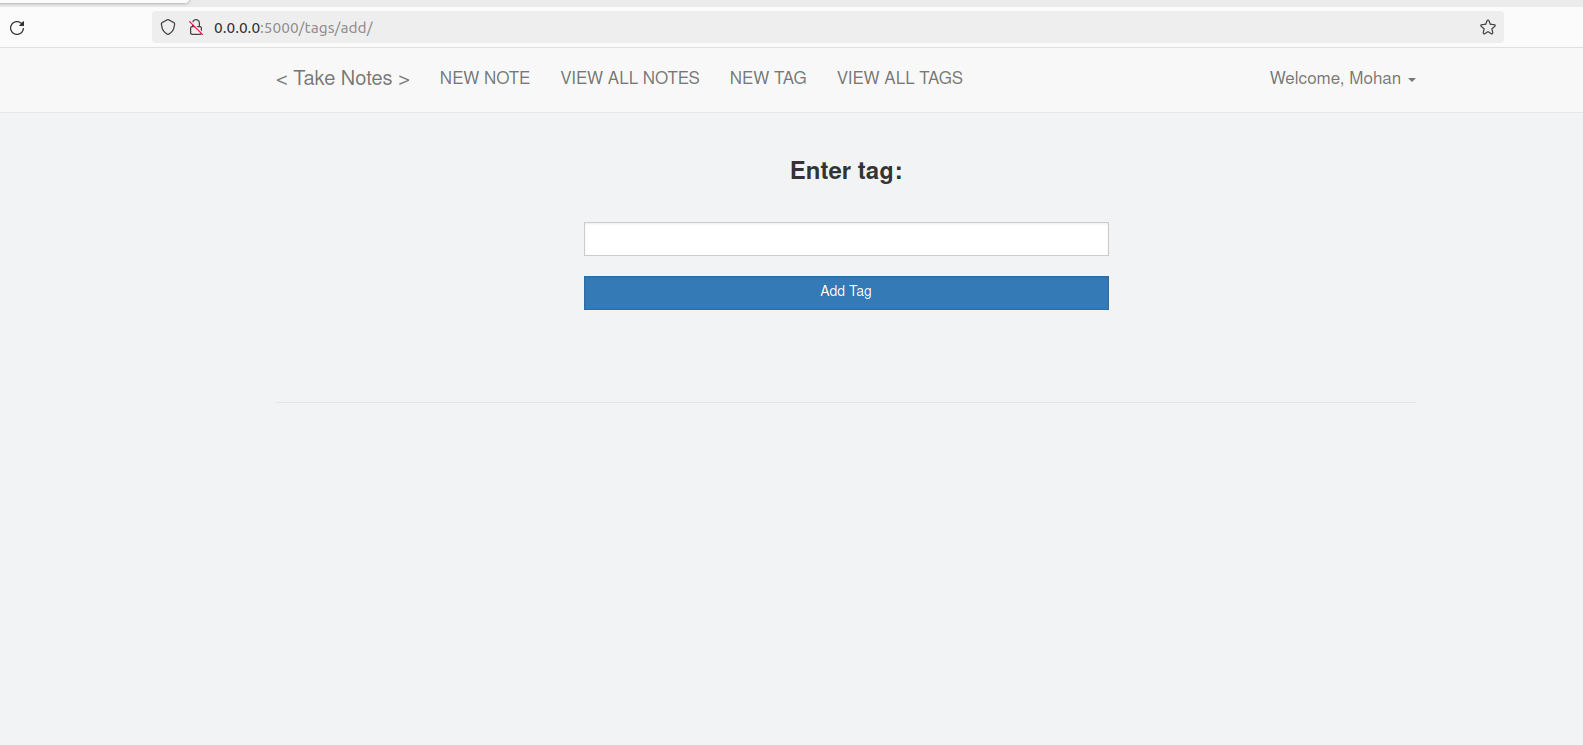 0.0.0.0:5000/tags/add/
< Take Notes > NEW NOTE VIEW ALL NOTES NEW TAG VIEW ALL TAGS Welcome, Mohan
Enter tag:
Add Tag